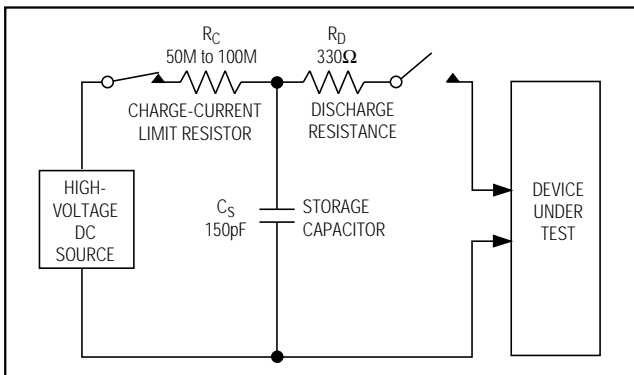 R_C
50M to 100M
CHARGE-CURRENT
LIMIT RESISTOR
R_D
330Ω
DISCHARGE
RESISTANCE
HIGH-
VOLTAGE
DC
SOURCE
C_S
150pF
STORAGE
CAPACITOR
DEVICE
UNDER
TEST